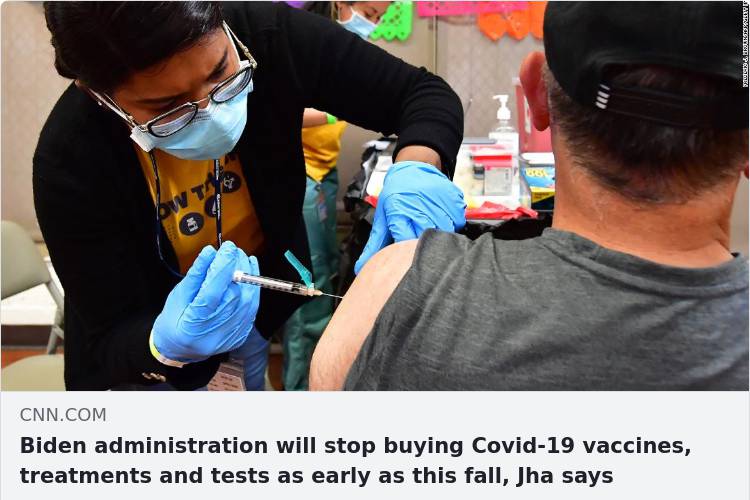 OW TA
CNN.COM
Biden administration will stop buying Covid-19 vaccines,
treatments and tests as early as this fall, Jha says